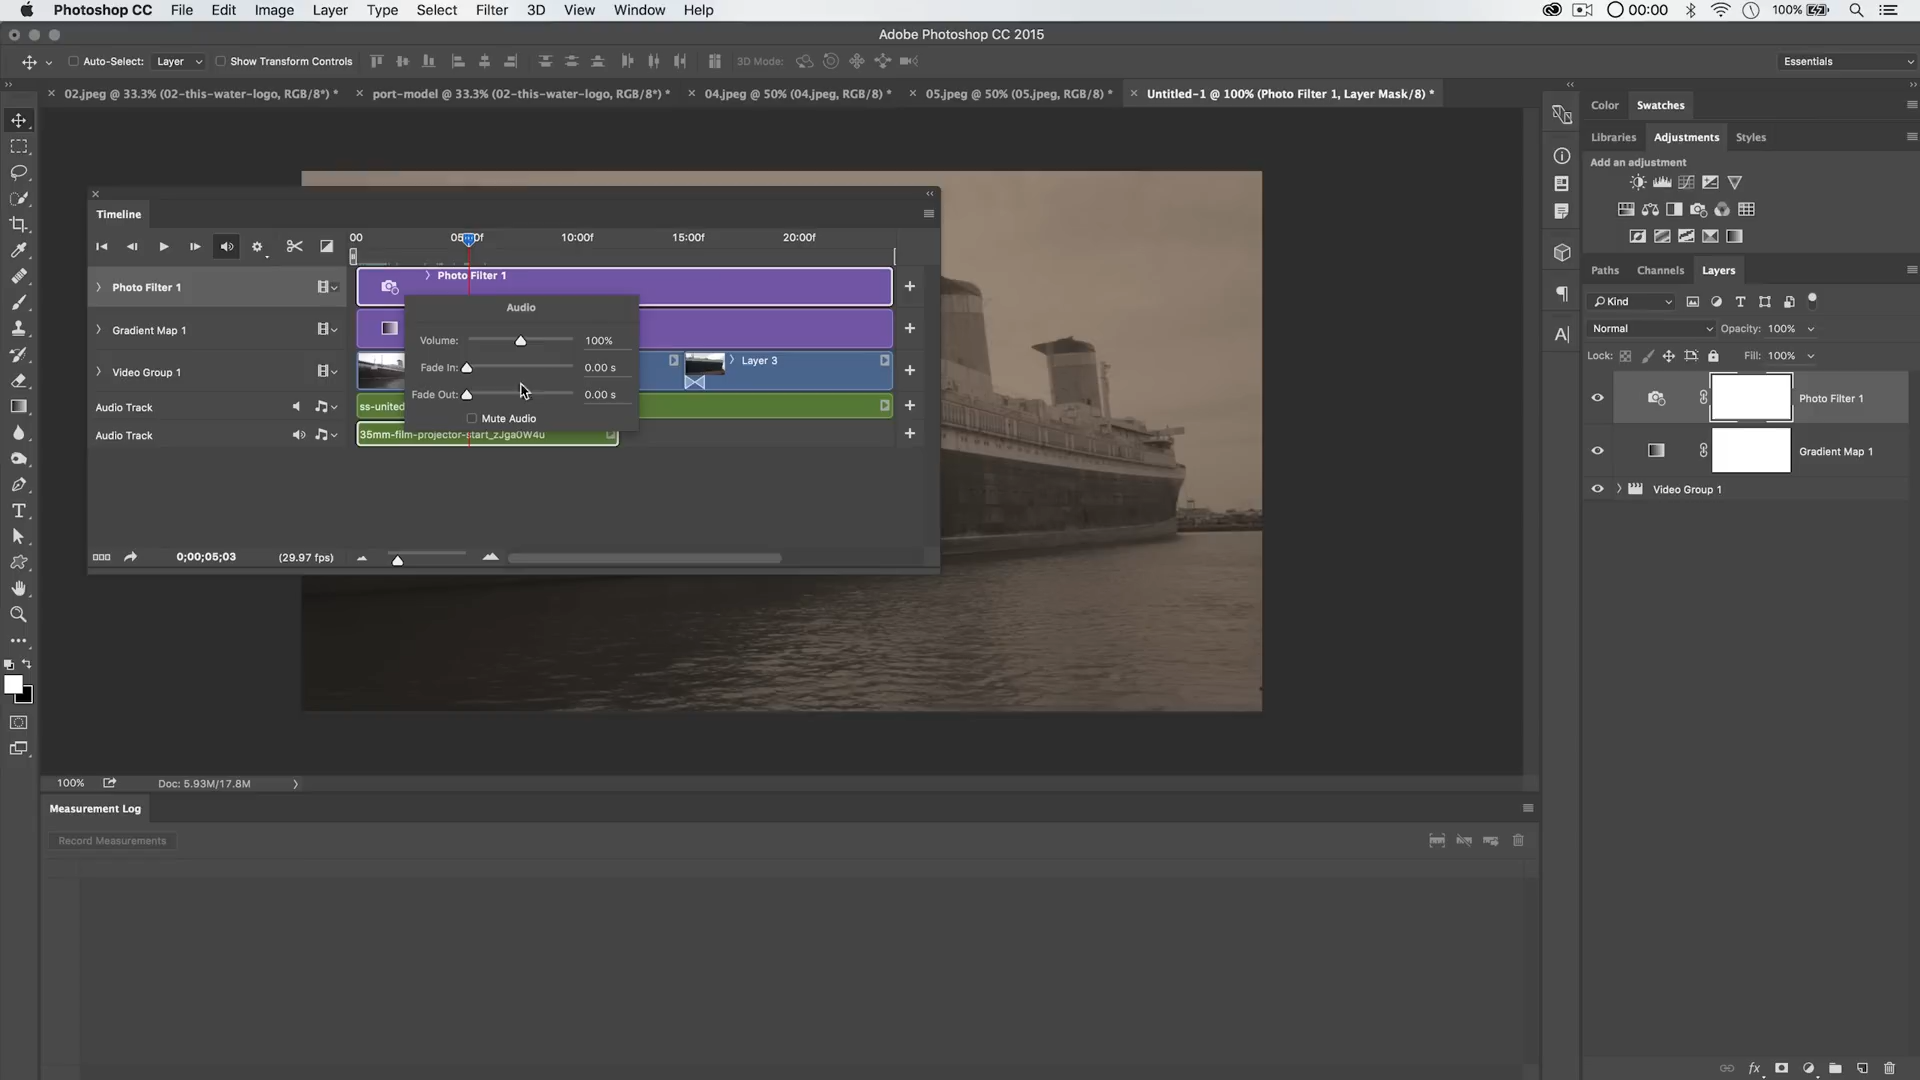 Photoshop CC File Edit Image Layer Type Select Filter 3D View Window Help 00:00 100%
Adobe Photoshop CC 2015
Auto-Select: Layer Show Transform Controls 3D Mode: Essentials
02.jpeg @ 33.3% (02-this-water-logo, RGB/8*) * port-model @ 33.3% (02-this-water-logo, RGB/8*) * 04.jpeg @ 50% (04.jpeg, RGB/8) * 05.jpeg @ 50% (05.jpeg, RGB/8) * Untitled-1 @ 100% (Photo Filter 1, Layer Mask/8) *
Color Swatches
Libraries Adjustments Styles
Add an adjustment
Timeline
00 05:00f 10:00f 15:00f 20:00f
Photo Filter 1
Photo Filter 1
Gradient Map 1
Video Group 1
Layer 3
Audio Track
ss-united
Audio Track
35mm-film-projector-start_zJga0W4u
Audio
Volume: 100%
Fade In: 0.00 s
Fade Out: 0.00 s
Mute Audio
0;00;05;03 (29.97 fps)
Paths Channels Layers
Kind
Normal Opacity: 100%
Lock: Fill: 100%
Photo Filter 1
Gradient Map 1
Video Group 1
100% Doc: 5.93M/17.8M
Measurement Log
Record Measurements
fx